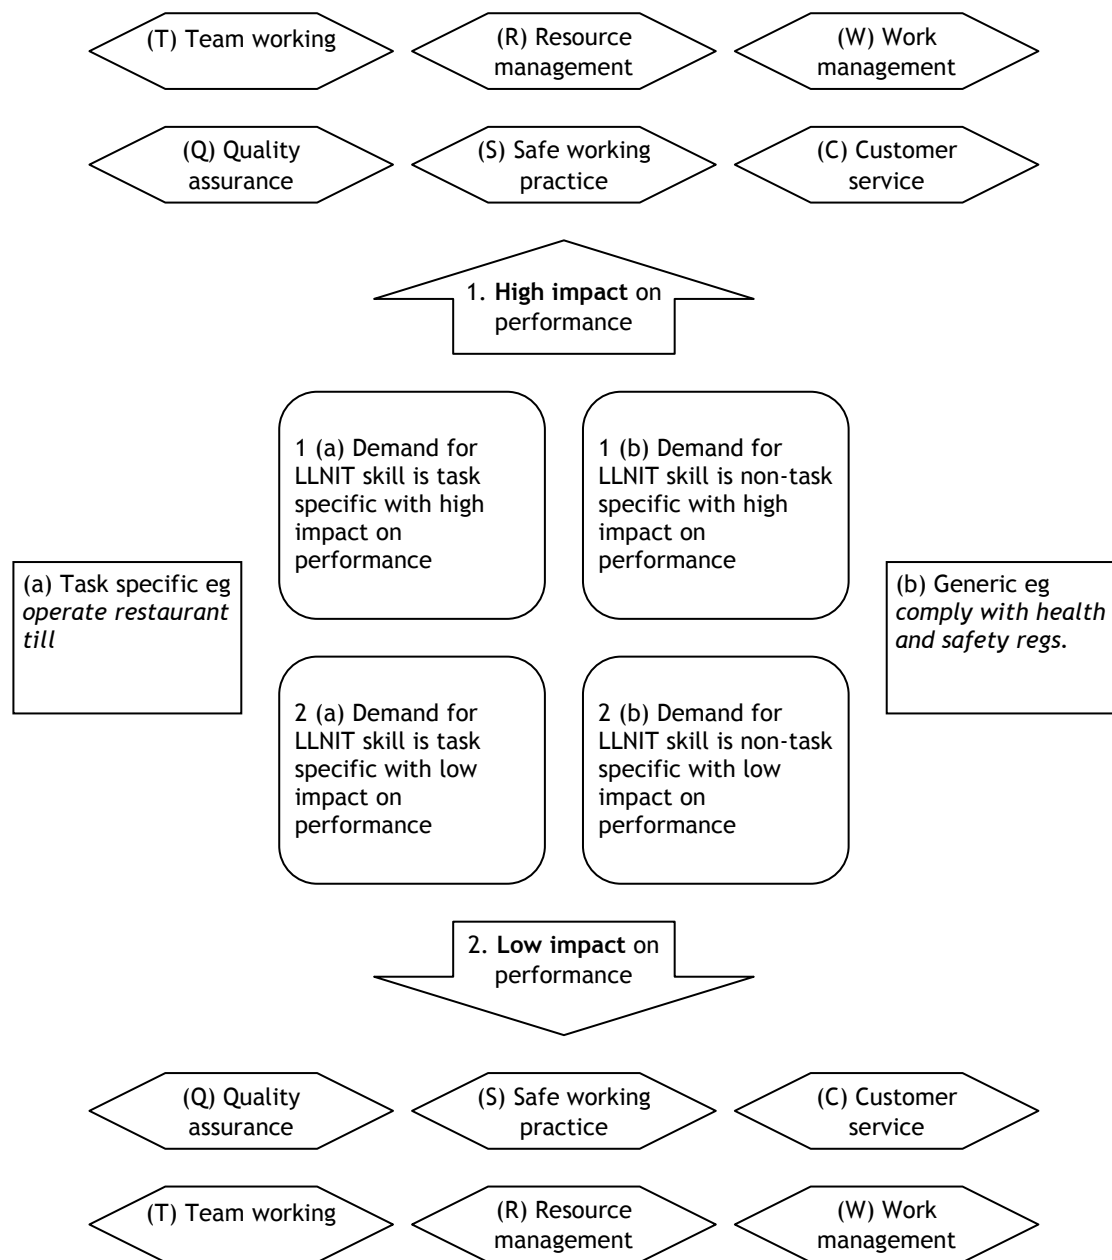 (T) Team working
(R) Resource
management
(W) Work
management
(Q) Quality
assurance
(S) Safe working
practice
(C) Customer
service
1. High impact on
performance
1 (a) Demand for
LLNIT skill is task
specific with high
impact on
performance
1 (b) Demand for
LLNIT skill is non-task
specific with high
impact on
performance
(a) Task specific eg
operate restaurant
till
(b) Generic eg
comply with health
and safety regs.
2 (a) Demand for
LLNIT skill is task
specific with low
impact on
performance
2 (b) Demand for
LLNIT skill is non-task
specific with low
impact on
performance
2. Low impact on
performance
(Q) Quality
assurance
(S) Safe working
practice
(C) Customer
service
(T) Team working
(R) Resource
management
(W) Work
management